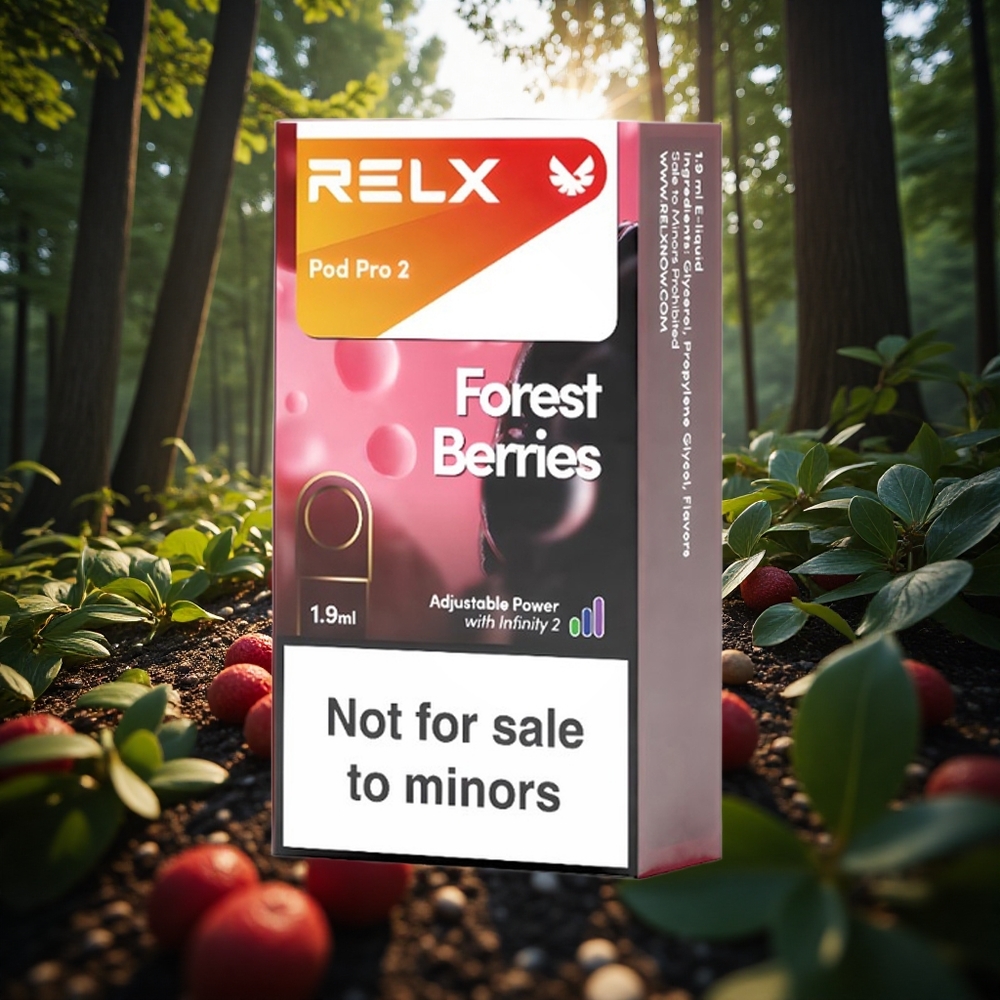 RELX
Pod Pro 2
Forest
Berries
1.9ml
Adjustable Power
with Infinity 2
Not for sale
to minors
1.9 ml E-liquid
Ingredients: Glycerol, Propylene Glycol, Flavors
Sale to Minors Prohibited
WWW.RELXNOW.COM